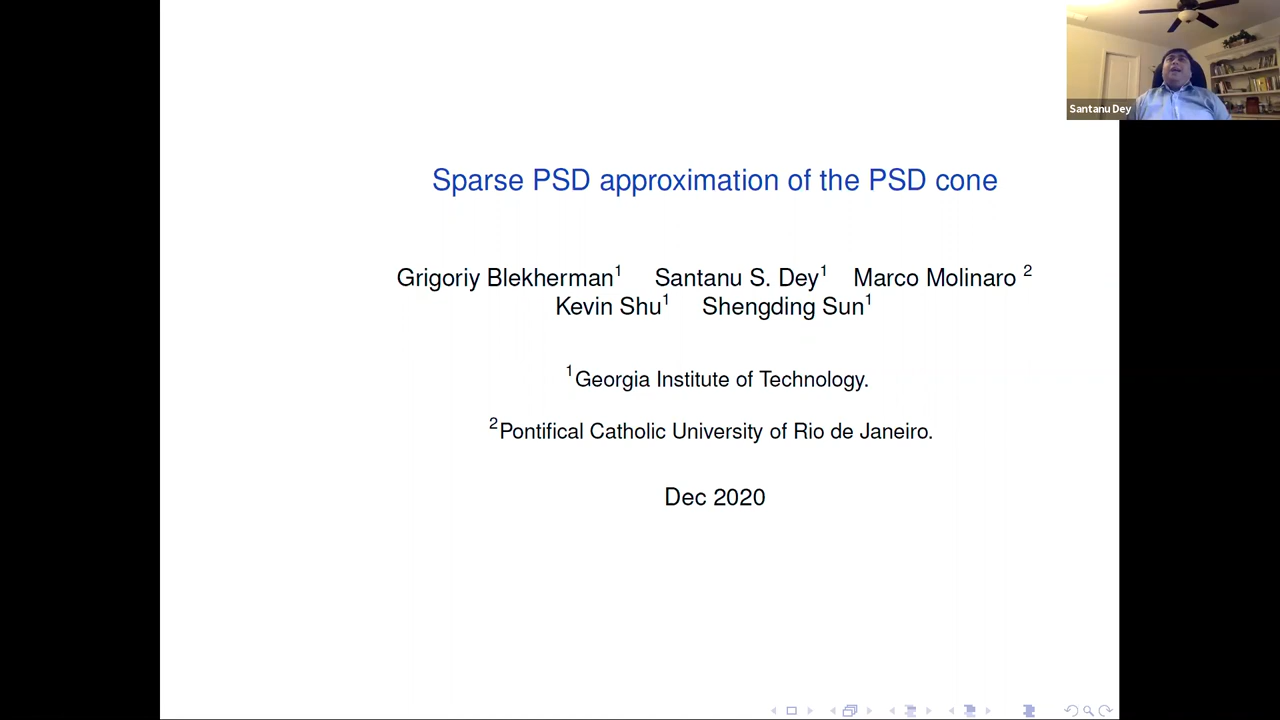 Santanu Dey
Sparse PSD approximation of the PSD cone
Grigoriy Blekherman¹ Santanu S. Dey¹ Marco Molinaro ²
Kevin Shu¹ Shengding Sun¹
¹Georgia Institute of Technology.
²Pontifical Catholic University of Rio de Janeiro.
Dec 2020